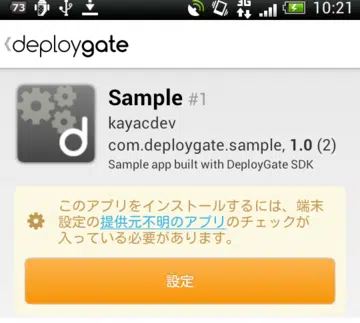 73 3G 10:21
deploygate
Sample #1
kayacdev
com.deploygate.sample, 1.0 (2)
Sample app built with DeployGate SDK
このアプリをインストールするには、端末
設定の提供元不明のアプリのチェックが
入っている必要があります。
設定